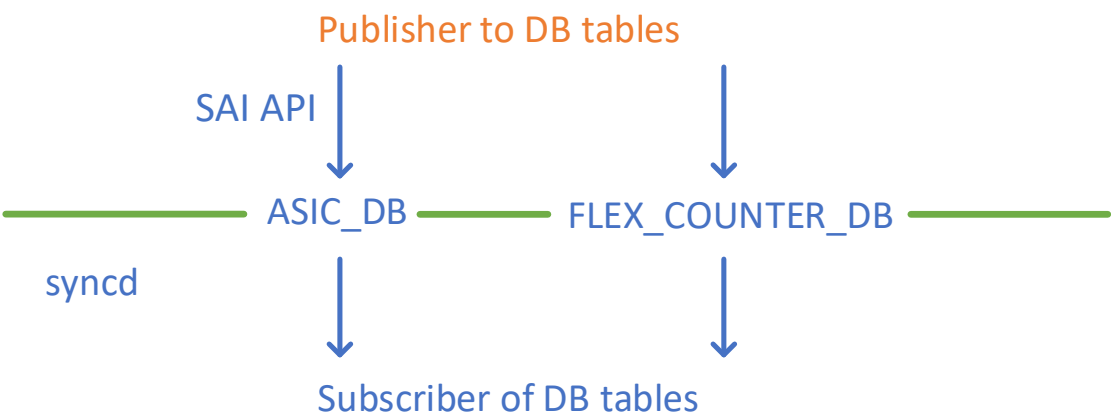 Publisher to DB tables
SAI API
ASIC_DB
FLEX_COUNTER_DB
syncd
Subscriber of DB tables